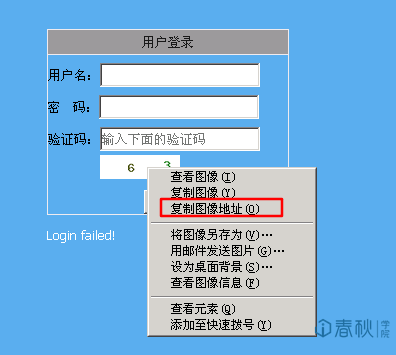 用户登录
用户名:
密 码:
验证码: 输入下面的验证码
6 3
Login failed!
查看图像(I)
复制图像(Y)
复制图像地址(O)
将图像另存为(V)…
用邮件发送图片(G)…
设为桌面背景(S)…
查看图像信息(F)
查看元素(Q)
添加至快速拨号(Y)
i春秋学院